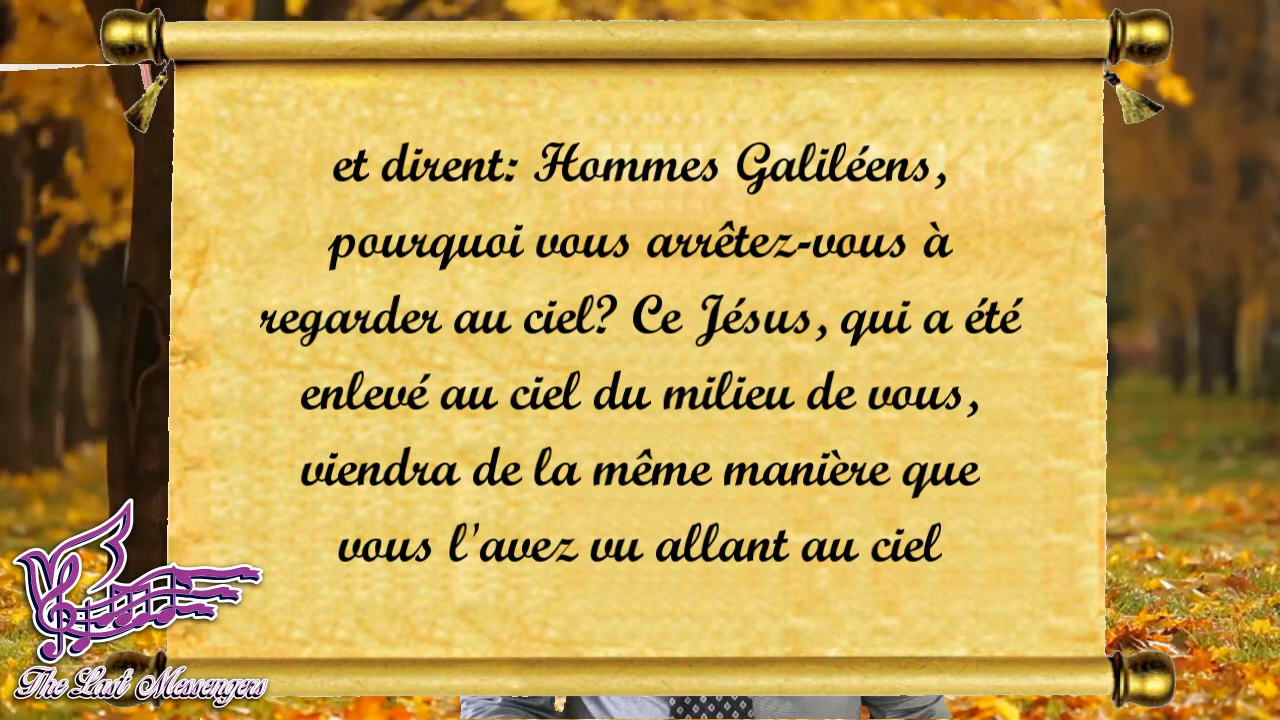 et dirent: Hommes Galiléens,
pourquoi vous arrêtez-vous à
regarder au ciel? Ce Jésus, qui a été
enlevé au ciel du milieu de vous,
viendra de la même manière que
vous l'avez vu allant au ciel
The Last Messengers